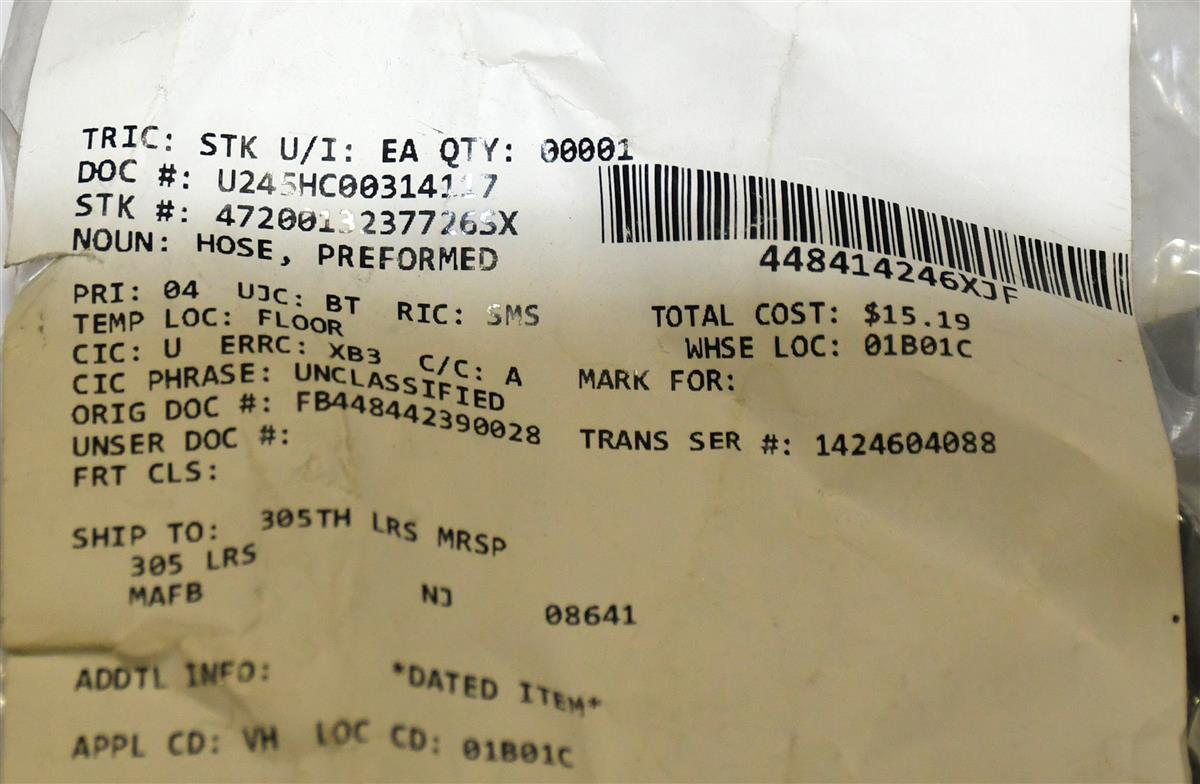 TRIC: STK U/I: EA QTY: 00001
DOC #: U245HC00314117
STK #: 4720013237726SX
NOUN: HOSE, PREFORMED
448414246XJF
PRI: 04 UJC: BT RIC: SMS
TOTAL COST: $15.19
TEMP LOC: FLOOR
WHSE LOC: 01B01C
CIC: U ERRC: XB3 C/C: A
MARK FOR:
CIC PHRASE: UNCLASSIFIED
ORIG DOC #: FB448442390028
UNSER DOC #:
TRANS SER #: 1424604088
FRT CLS:
SHIP TO: 305TH LRS MRSP
305 LRS
MAFB NJ 08641
ADDTL INFO: *DATED ITEM*
APPL CD: VH LOC CD: 01B01C